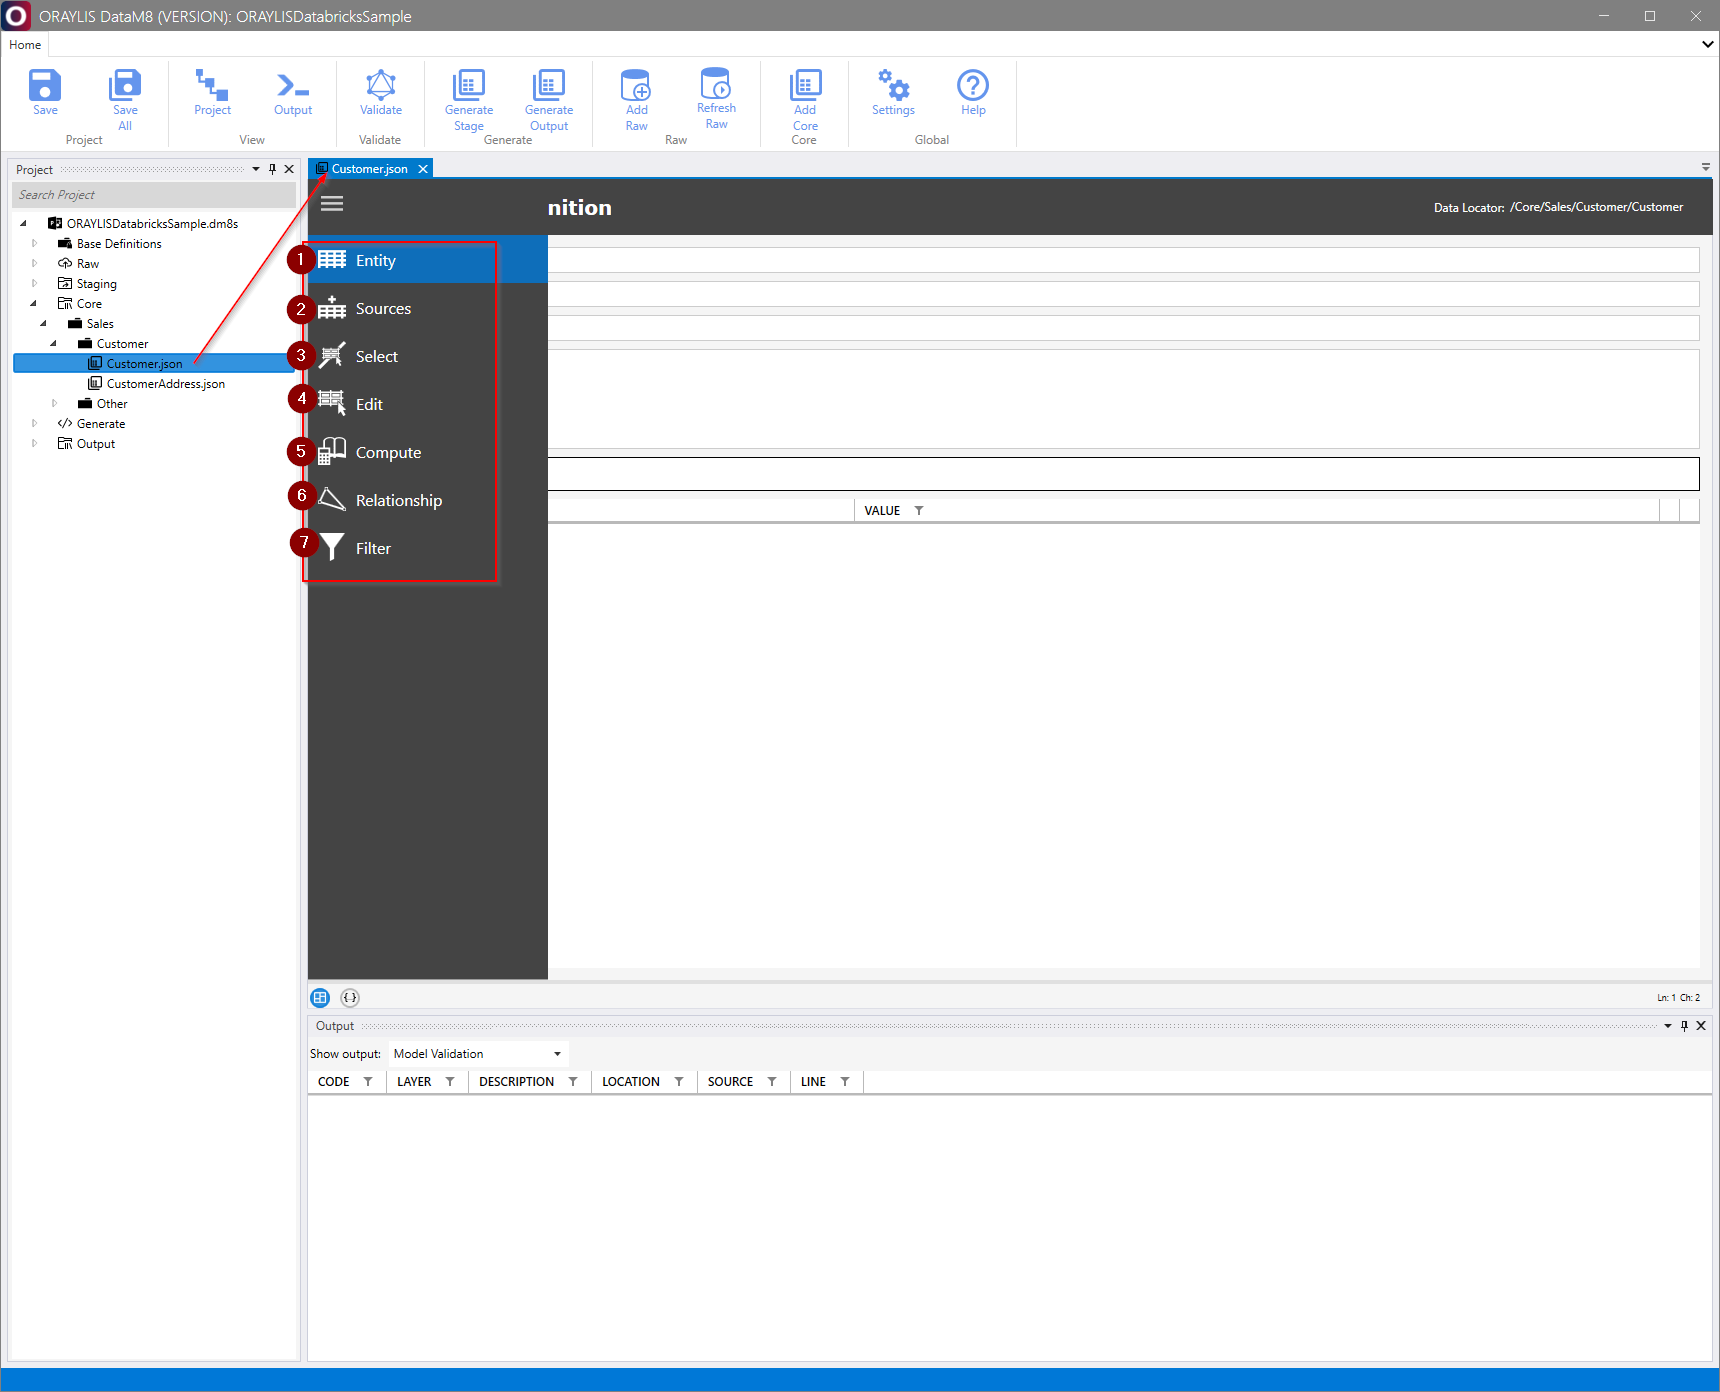 ORAYLIS DataM8 (VERSION): ORAYLISDatabricksSample
Home
Save
Save All
Project
Project
Output
View
Validate
Validate
Generate Stage
Generate Output
Generate
Add Raw
Refresh Raw
Raw
Add Core
Core
Settings
Help
Global
Project
Search Project
ORAYLISDatabricksSample.dm8s
Base Definitions
Raw
Staging
Core
Sales
Customer
Customer.json
CustomerAddress.json
Other
Generate
Output
Customer.json
nition
Data Locator: /Core/Sales/Customer/Customer
1 Entity
2 Sources
3 Select
4 Edit
5 Compute
6 Relationship
7 Filter
VALUE
Ln: 1 Ch: 2
Output
Show output: Model Validation
CODE LAYER DESCRIPTION LOCATION SOURCE LINE